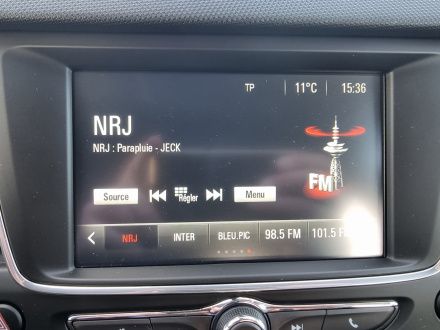 TP 11°C 15:36
NRJ
NRJ : Parapluie - JECK
FM
Source Régler Menu
NRJ INTER BLEU.PIC 98.5 FM 101.5 F